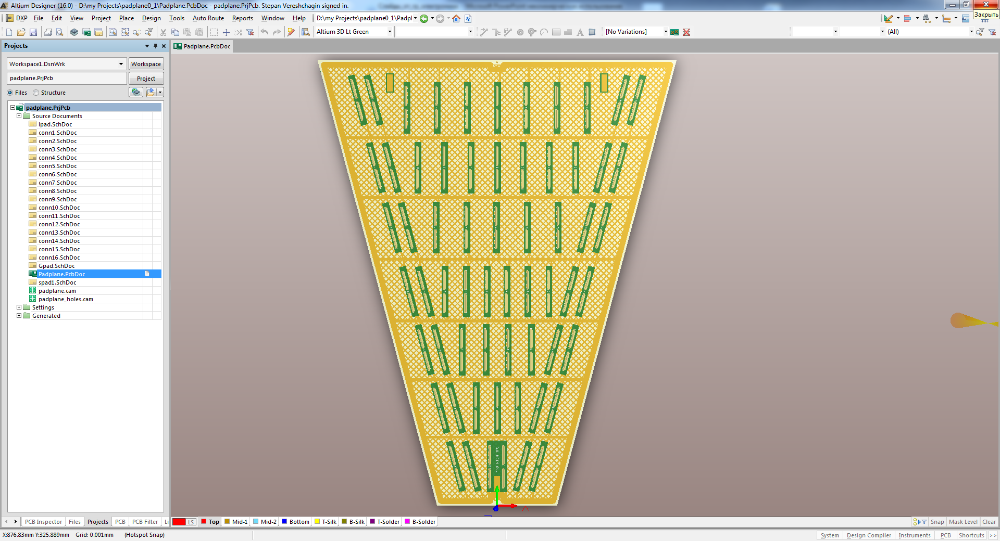 Altium Designer (16.0) - D:\my Projects\padplane0_1\Padplane.PcbDoc - padplane.PrjPcb. Stepan Vereshchagin signed in.
Закрыть
DXP File Edit View Project Place Design Tools Auto Route Reports Window Help D:\my Projects\padplane0_1\Padpl
Altium 3D Lt Green [No Variations] (All)
Projects
Padplane.PcbDoc
Workspace1.DsnWrk Workspace
padplane.PrjPcb Project
Files Structure
padplane.PrjPcb
Source Documents
Ipad.SchDoc
conn1.SchDoc
conn2.SchDoc
conn3.SchDoc
conn4.SchDoc
conn5.SchDoc
conn6.SchDoc
conn7.SchDoc
conn8.SchDoc
conn9.SchDoc
conn10.SchDoc
conn11.SchDoc
conn12.SchDoc
conn13.SchDoc
conn14.SchDoc
conn15.SchDoc
conn16.SchDoc
Gpad.SchDoc
Padplane.PcbDoc
spad1.SchDoc
padplane.cam
padplane_holes.cam
Settings
Generated
PCB Inspector Files Projects PCB PCB Filter Li
LS Top Mid-1 Mid-2 Bottom T-Silk B-Silk T-Solder B-Solder
Snap Mask Level Clear
X:876.83mm Y:325.889mm Grid: 0.001mm (Hotspot Snap)
System Design Compiler Instruments PCB Shortcuts >>